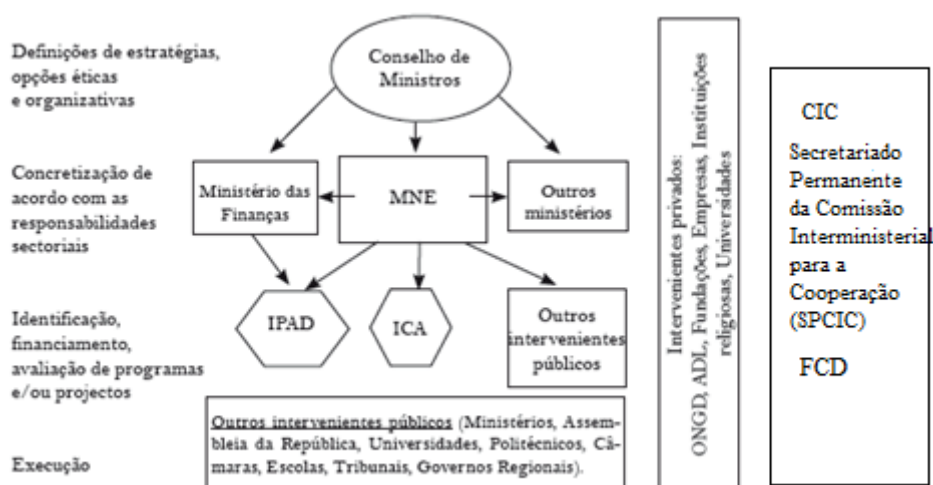 Definições de estratégias,
opções éticas
e organizativas
Conselho de
Ministros
Concretização de
acordo com as
responsabilidades
sectoriais
Ministério das
Finanças
MNE
Outros
ministérios
Identificação,
financiamento,
avaliação de programas
e/ou projectos
IPAD
ICA
Outros
intervenientes
públicos
Execução
Outros intervenientes públicos (Ministérios, Assem-
bleia da República, Universidades, Politécnicos, Câ-
maras, Escolas, Tribunais, Governos Regionais).
Intervenientes privados:
ONGD, ADL, Fundações, Empresas, Instituições
religiosas, Universidades
CIC
Secretariado
Permanente
da Comissão
Interministerial
para a
Cooperação
(SPCIC)
FCD